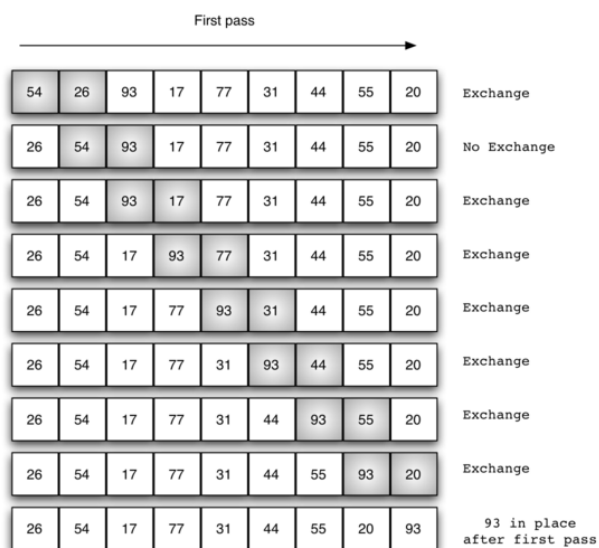 First pass
54 26 93 17 77 31 44 55 20 Exchange
26 54 93 17 77 31 44 55 20 No Exchange
26 54 93 17 77 31 44 55 20 Exchange
26 54 17 93 77 31 44 55 20 Exchange
26 54 17 77 93 31 44 55 20 Exchange
26 54 17 77 31 93 44 55 20 Exchange
26 54 17 77 31 44 93 55 20 Exchange
26 54 17 77 31 44 55 93 20 Exchange
26 54 17 77 31 44 55 20 93 93 in place
after first pass